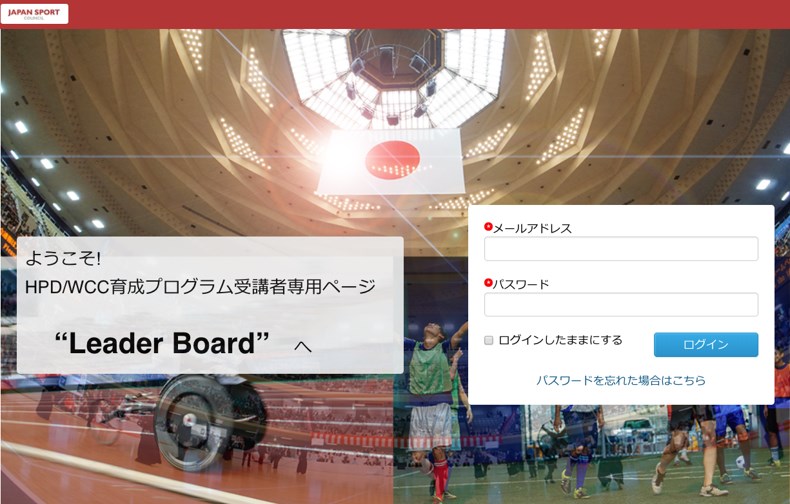 JAPAN SPORT
COUNCIL
ようこそ!
HPD/WCC育成プログラム受講者専用ページ
“Leader Board” へ
*メールアドレス
*パスワード
ログインしたままにする
ログイン
パスワードを忘れた場合はこちら